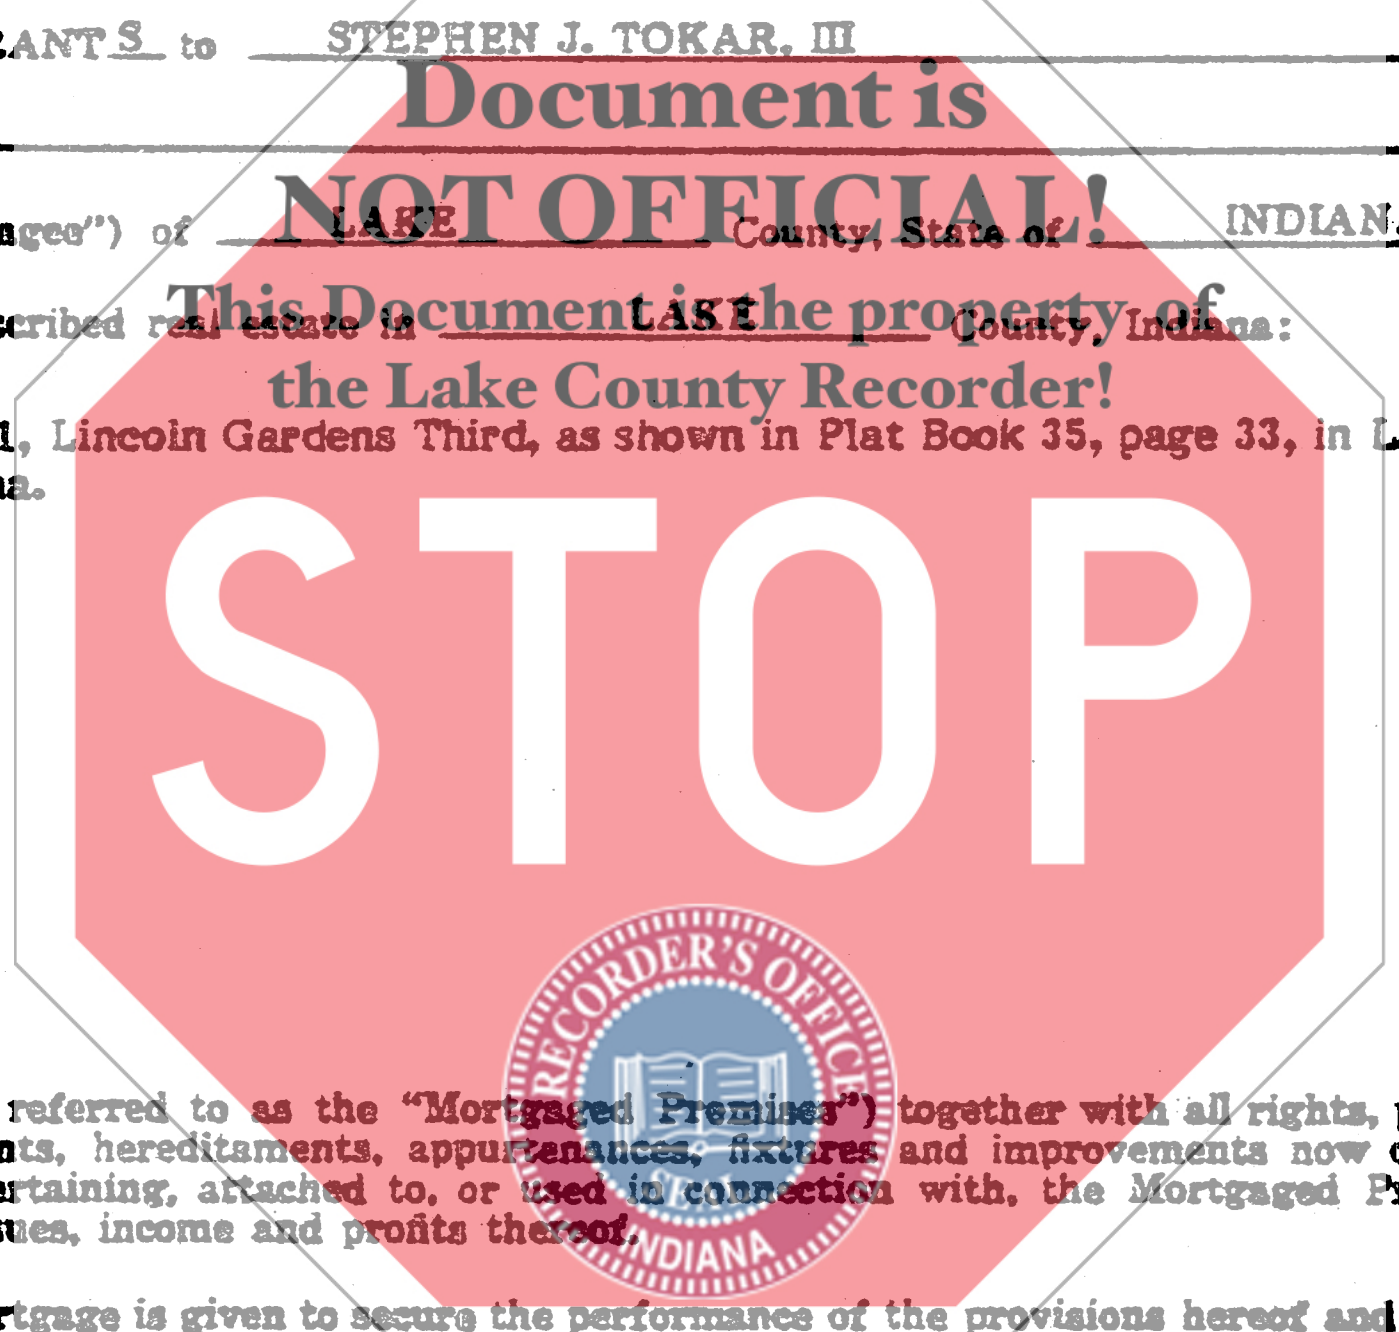 ANT S to STEPHEN J. TOKAR, III
Document is
NOT OFFICIAL!
agee") of LAKE County, State of INDIAN
This Document is the property of
cribed real estate in LAKE County, Indiana:
the Lake County Recorder!
1, Lincoln Gardens Third, as shown in Plat Book 35, page 33, in L
na.
STOP
RECORDER'S OFFICE
referred to as the “Mortgaged Premises”) together with all rights,
nts, hereditaments, appurtenances, fixtures and improvements now
ertaining, attached to, or used in connection with, the Mortgaged P
SEAL
ues, income and profits thereof.
INDIANA
rtgage is given to secure the performance of the provisions hereof and